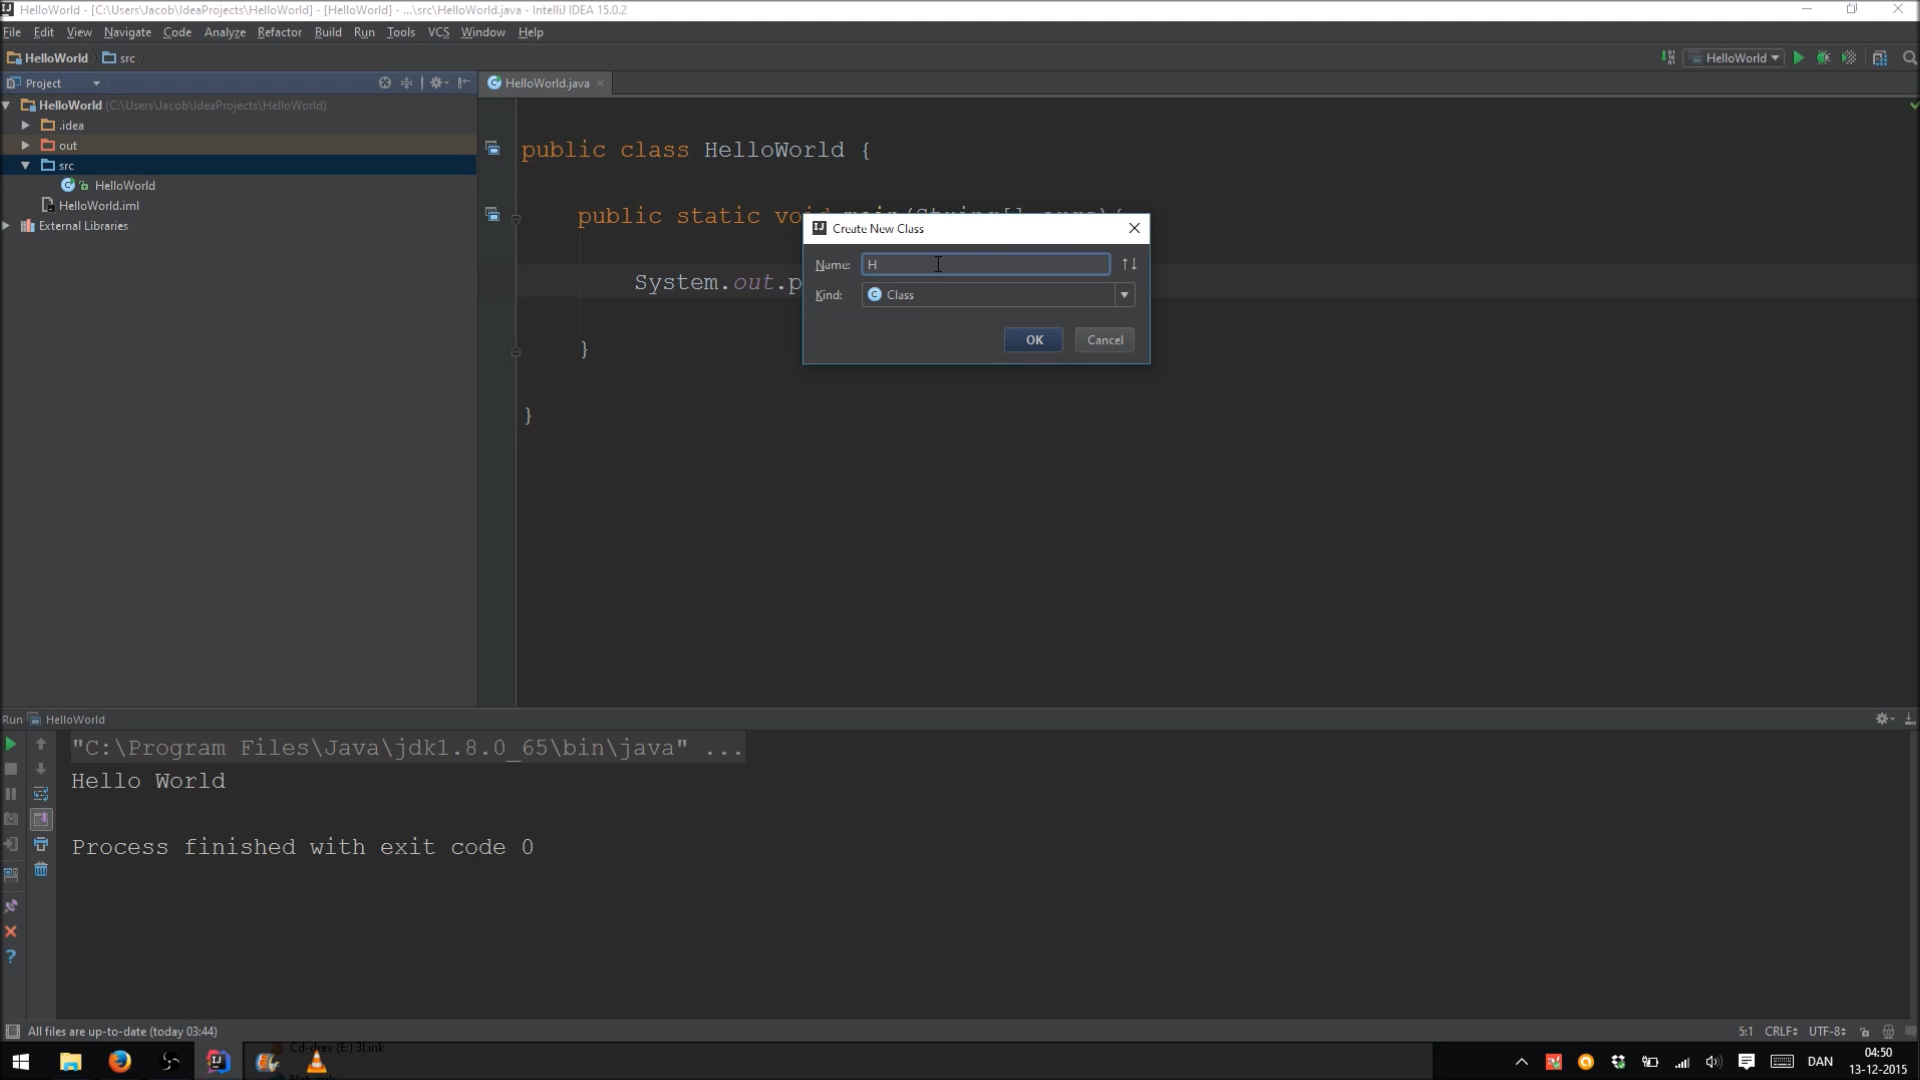 HelloWorld - [C:\Users\Jacob\IdeaProjects\HelloWorld] - [HelloWorld] - ...\src\HelloWorld.java - IntelliJ IDEA 15.0.2
File Edit View Navigate Code Analyze Refactor Build Run Tools VCS Window Help
HelloWorld src HelloWorld
Project HelloWorld.java
HelloWorld (C:\Users\Jacob\IdeaProjects\HelloWorld)
.idea
out
src
HelloWorld
HelloWorld.iml
External Libraries
public class HelloWorld {
public static void main(String[] args){
System.out.p
}
}
Create New Class
Name: H
Kind: Class
OK Cancel
Run HelloWorld
"C:\Program Files\Java\jdk1.8.0_65\bin\java" ...
Hello World
Process finished with exit code 0
All files are up-to-date (today 03:44) 5:1 CRLF UTF-8
Cd-drev (E:) 3Link
DAN 04:50
13-12-2015